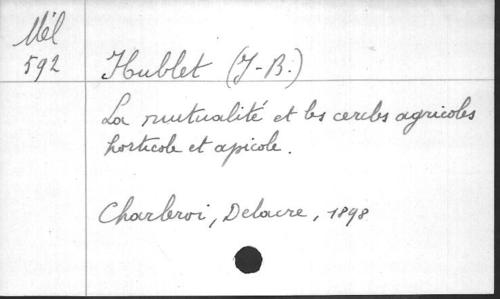 Mél
592
Hublet (J-B.)
La mutualité et les cercles agricoles
horticole et apicole.
Charleroi, Delacre, 1898